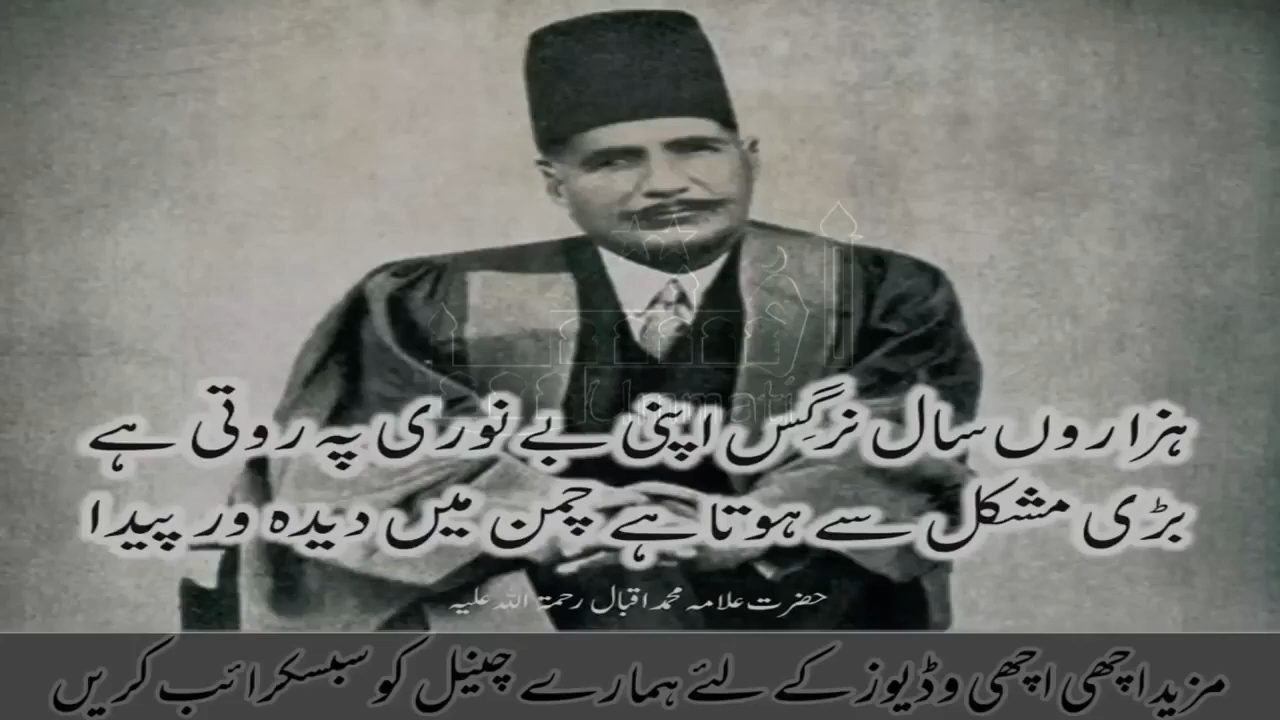 ہزاروں سال نرگس اپنی بے نوری پہ روتی ہے
بڑی مشکل سے ہوتا ہے چمن میں دیدہ ور پیدا
حضرت علامہ محمد اقبال رحمۃ اللہ علیہ
مزید اچھی اچھی وڈیوز کے لئے ہمارے چینیل کو سبسکرائب کریں